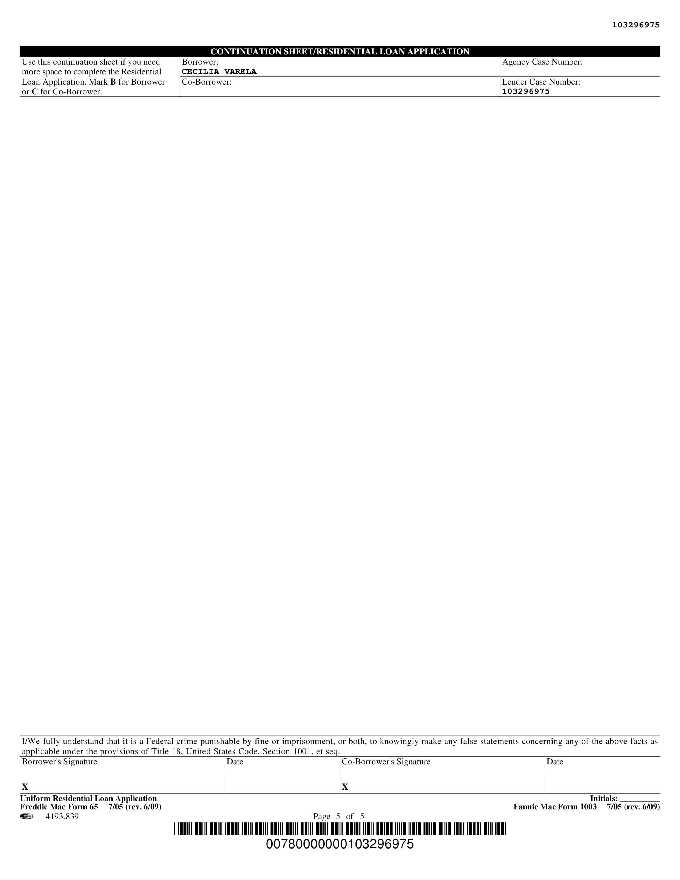 103296975
CONTINUATION SHEET/RESIDENTIAL LOAN APPLICATION
Use this continuation sheet if you need
more space to complete the Residential
Loan Application. Mark B for Borrower
or C for Co-Borrower.
Borrower:
CECILIA VARELA
Agency Case Number:
Co-Borrower:
Lender Case Number:
103296975
I/We fully understand that it is a Federal crime punishable by fine or imprisonment, or both, to knowingly make any false statements concerning any of the above facts as
applicable under the provisions of Title 18, United States Code, Section 1001, et seq.
Borrower's Signature Date Co-Borrower's Signature Date
X X
Uniform Residential Loan Application Initials:
Freddie Mac Form 65 7/05 (rev. 6/09) Fannie Mae Form 1003 7/05 (rev. 6/09)
4193.839 Page 5 of 5
00780000000103296975